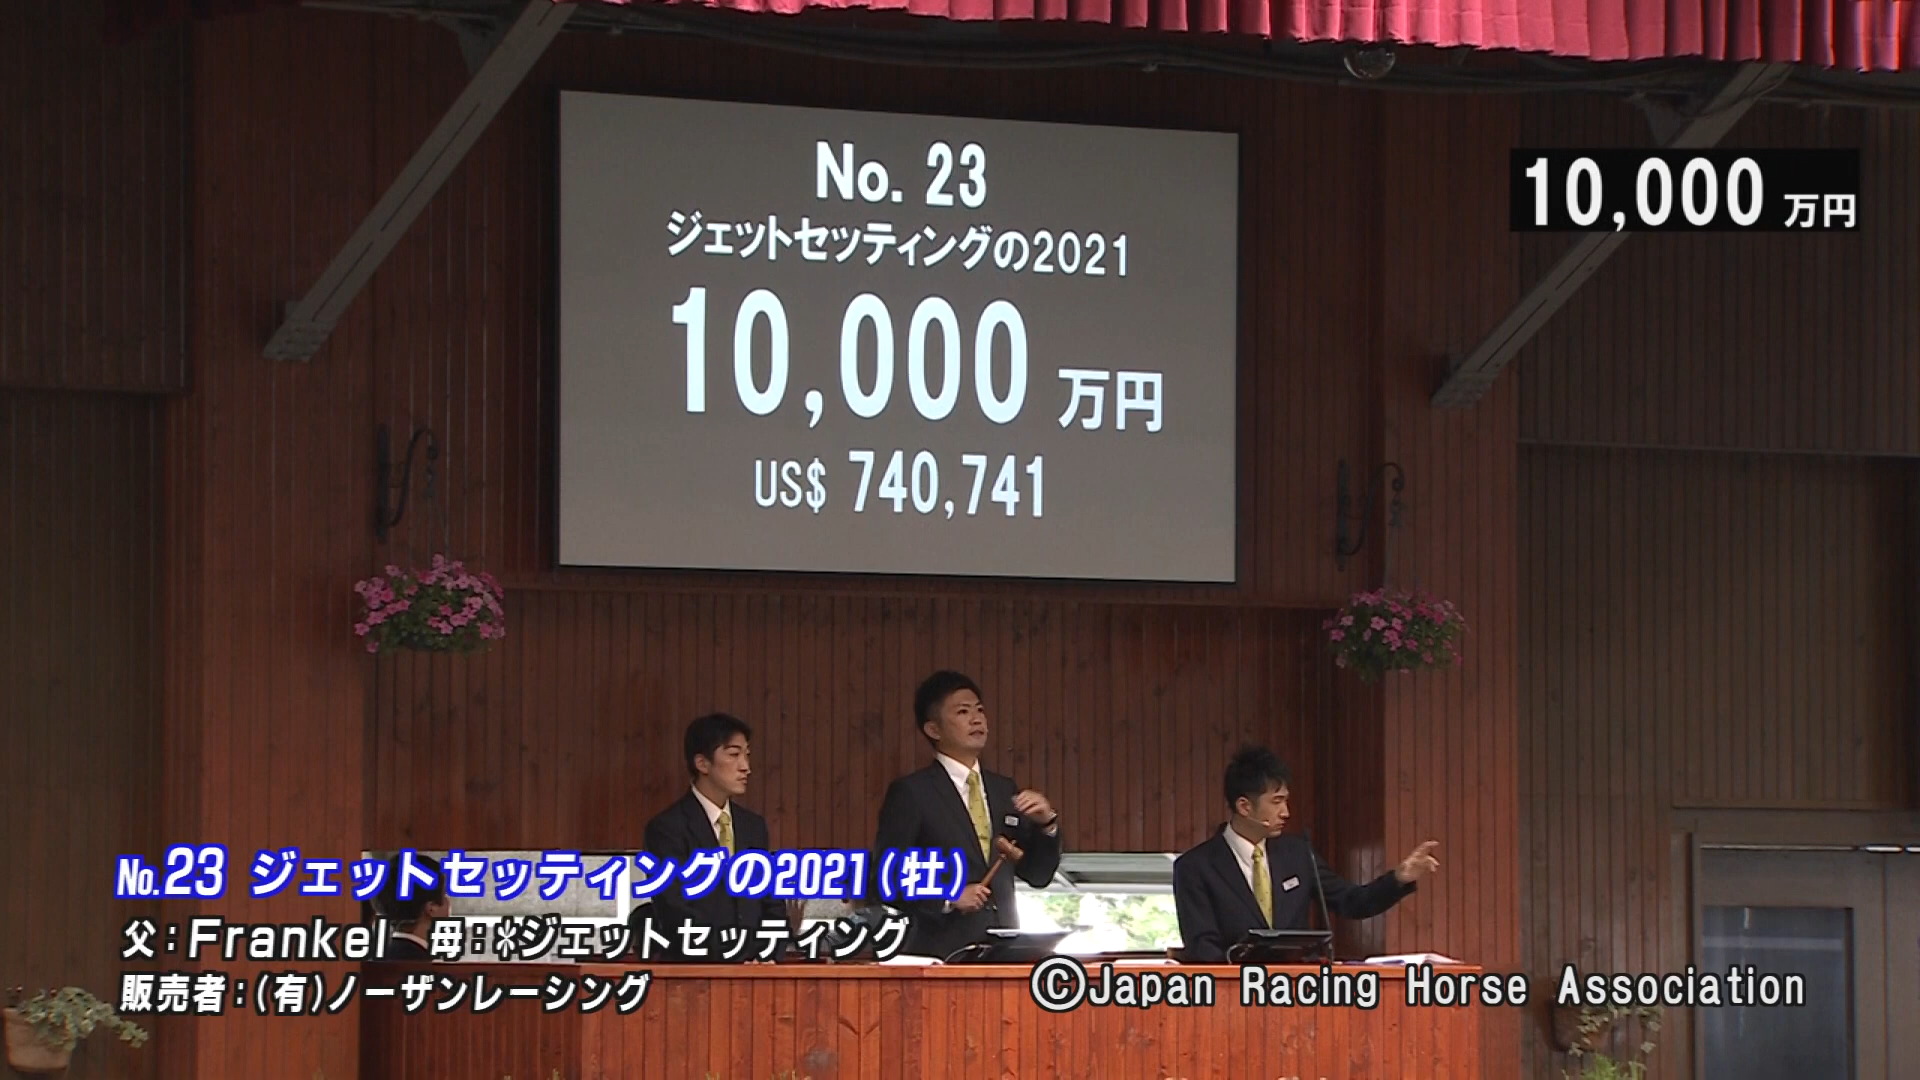 No. 23
ジェットセッティングの2021
10,000 万円
US$ 740,741
10,000 万円
No.23 ジェットセッティングの2021(牡)
父:Frankel 母:*ジェットセッティング
販売者:(有)ノーザンレーシング
©Japan Racing Horse Association